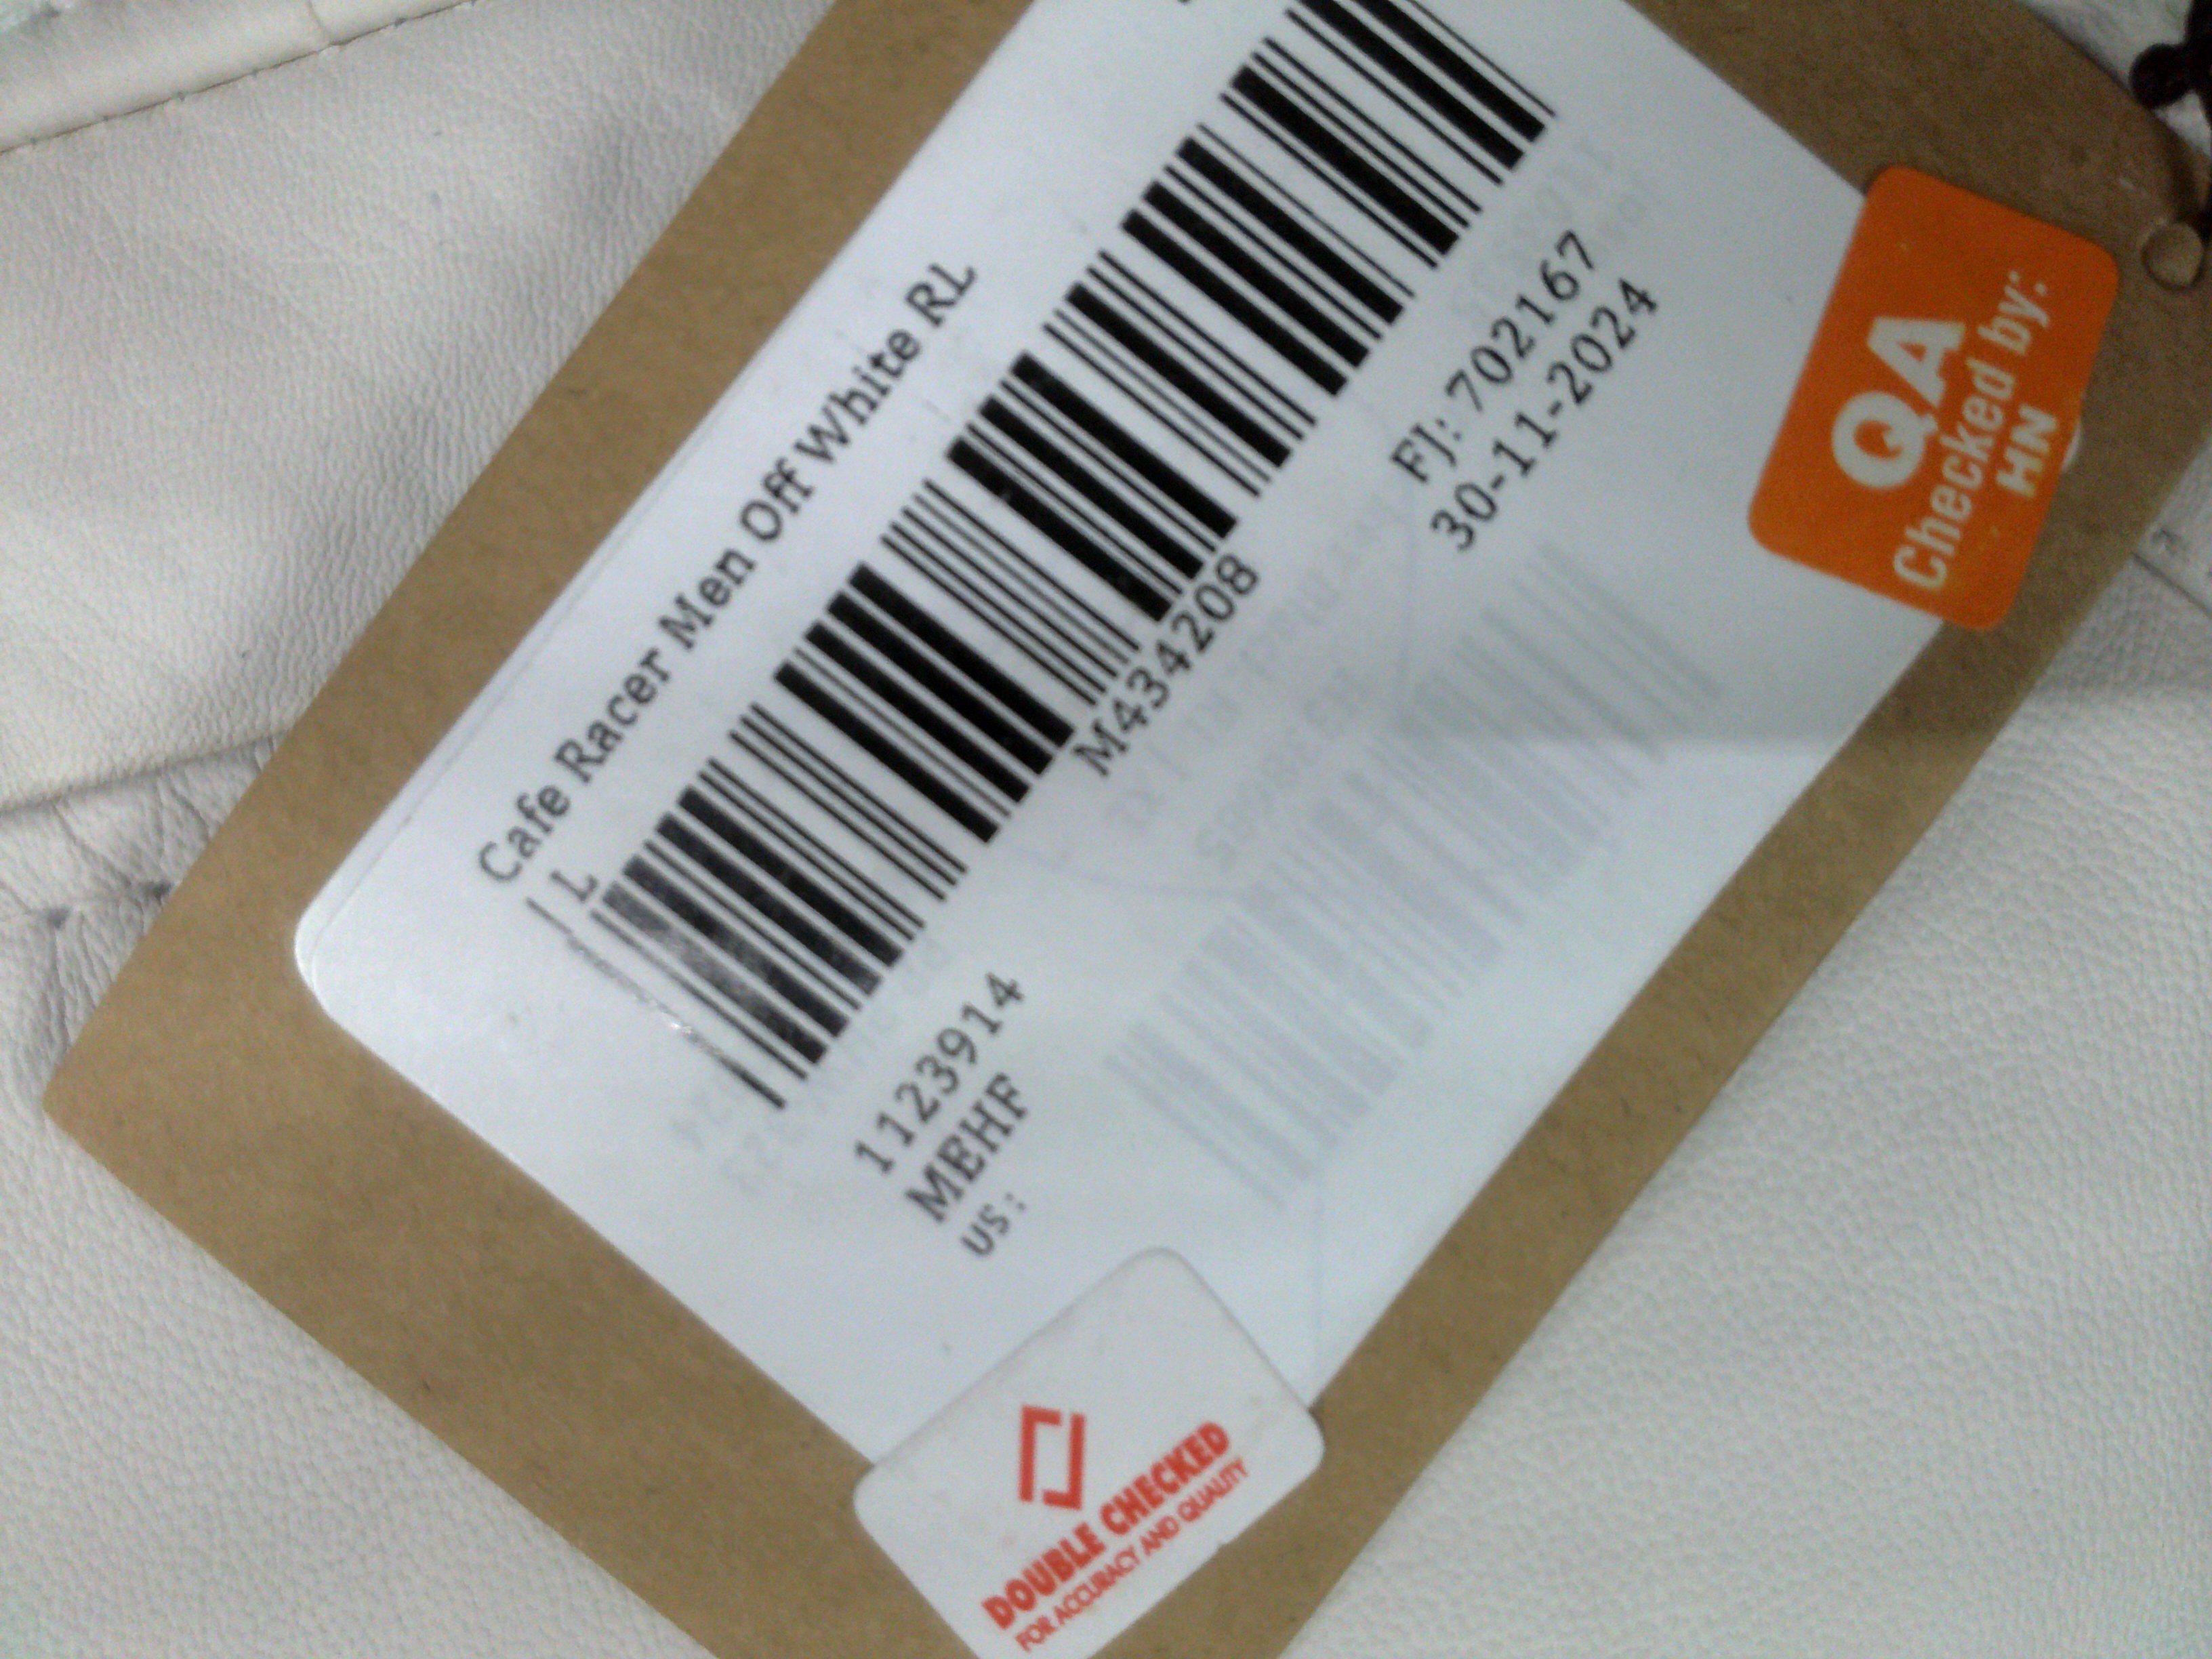 Cafe Racer Men Off White RL
L
M434208
1123914
FJ: 702167
MEHF
30-11-2024
US:
QA
Checked by:
HN
DOUBLE CHECKED
FOR ACCURACY AND QUALITY